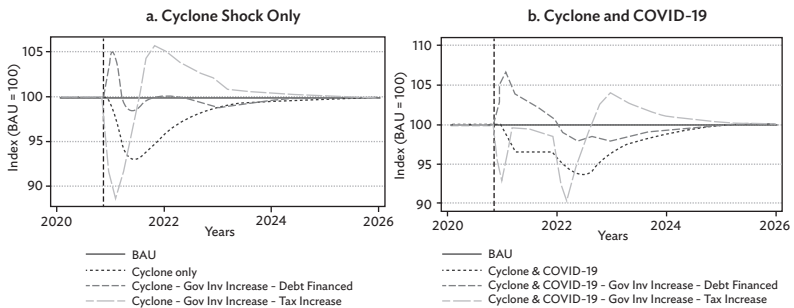 a. Cyclone Shock Only
Index (BAU = 100)
105
100
95
90
2020
2022
2024
2026
Years
BAU
Cyclone only
Cyclone – Gov Inv Increase – Debt Financed
Cyclone – Gov Inv Increase – Tax Increase
b. Cyclone and COVID-19
Index (BAU = 100)
110
105
100
95
90
2020
2022
2024
2026
Years
BAU
Cyclone & COVID-19
Cyclone & COVID-19 – Gov Inv Increase – Debt Financed
Cyclone & COVID-19 – Gov Inv Increase – Tax Increase